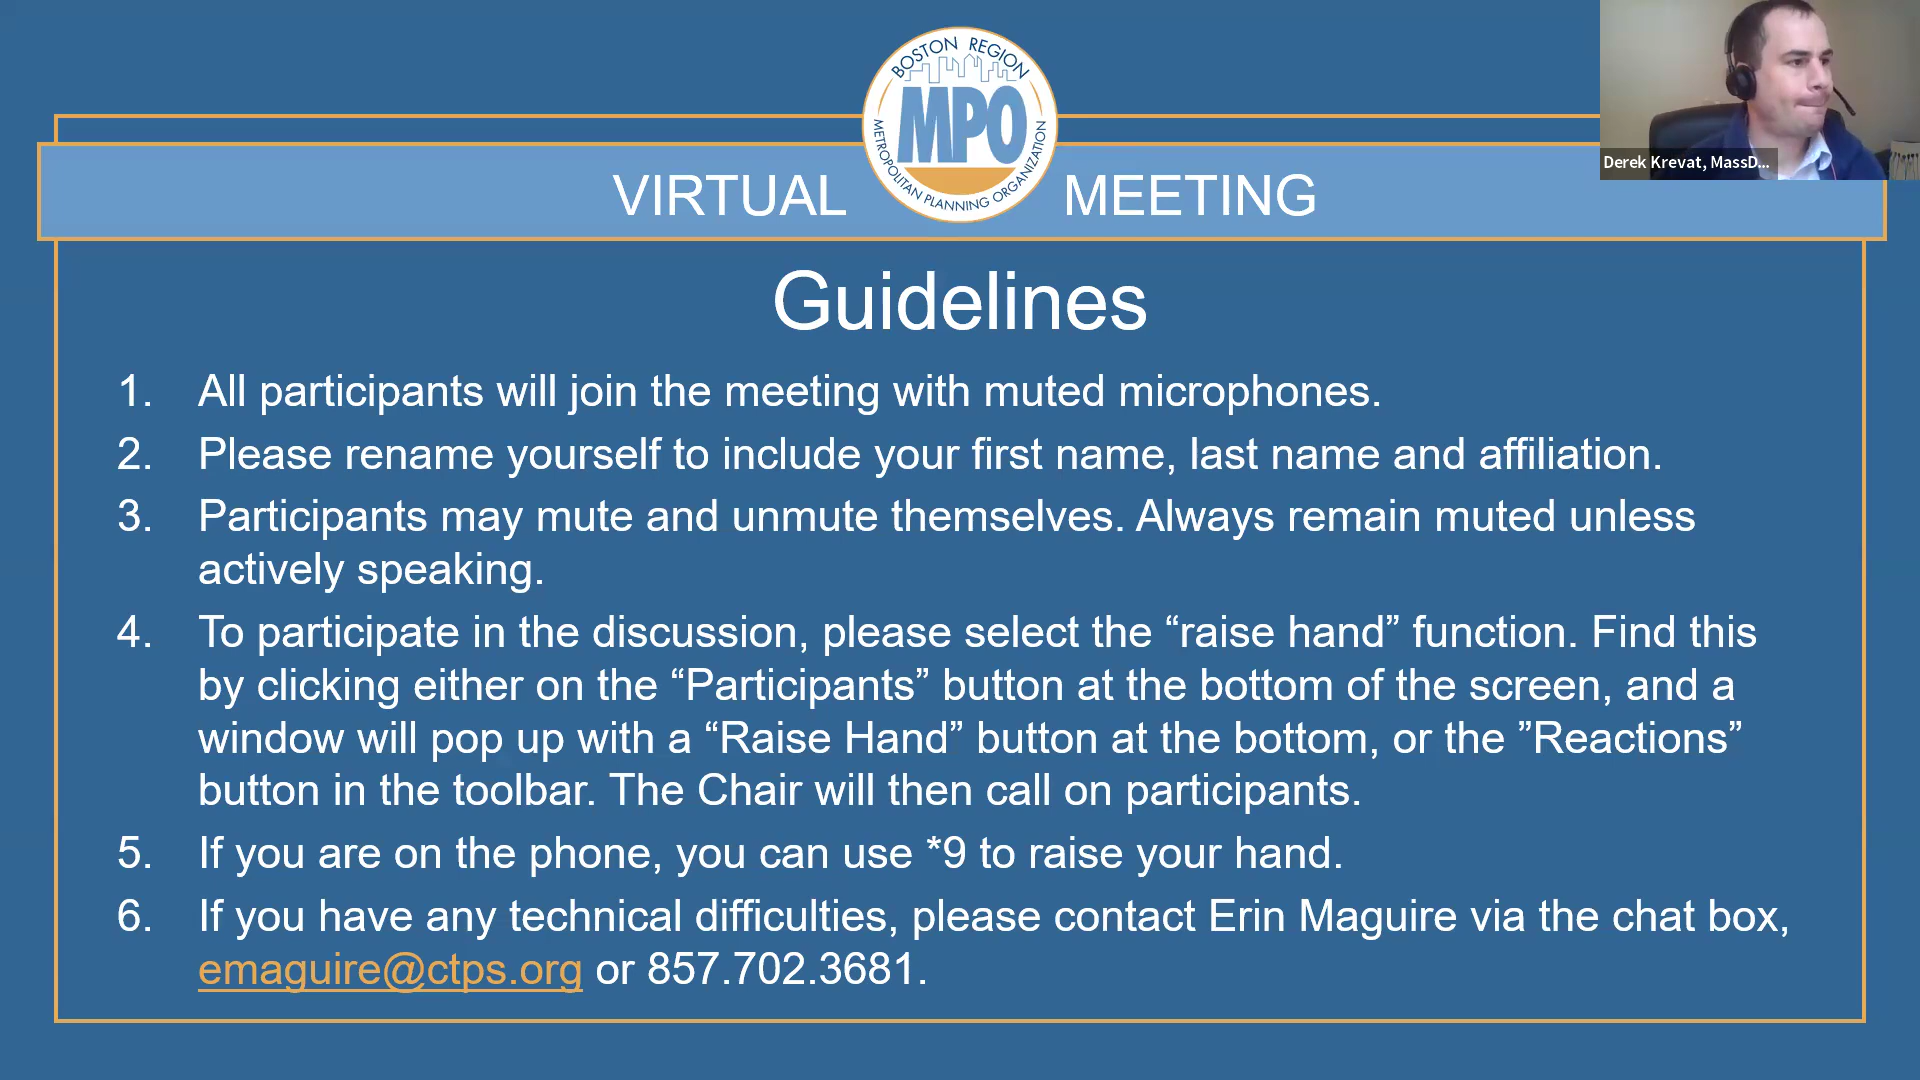 BOSTON REGION
MPO
METROPOLITAN PLANNING ORGANIZATION
Derek Krevat, MassD...
VIRTUAL MEETING
Guidelines
1. All participants will join the meeting with muted microphones.
2. Please rename yourself to include your first name, last name and affiliation.
3. Participants may mute and unmute themselves. Always remain muted unless
actively speaking.
4. To participate in the discussion, please select the “raise hand” function. Find this
by clicking either on the “Participants” button at the bottom of the screen, and a
window will pop up with a “Raise Hand” button at the bottom, or the ”Reactions”
button in the toolbar. The Chair will then call on participants.
5. If you are on the phone, you can use *9 to raise your hand.
6. If you have any technical difficulties, please contact Erin Maguire via the chat box,
emaguire@ctps.org or 857.702.3681.